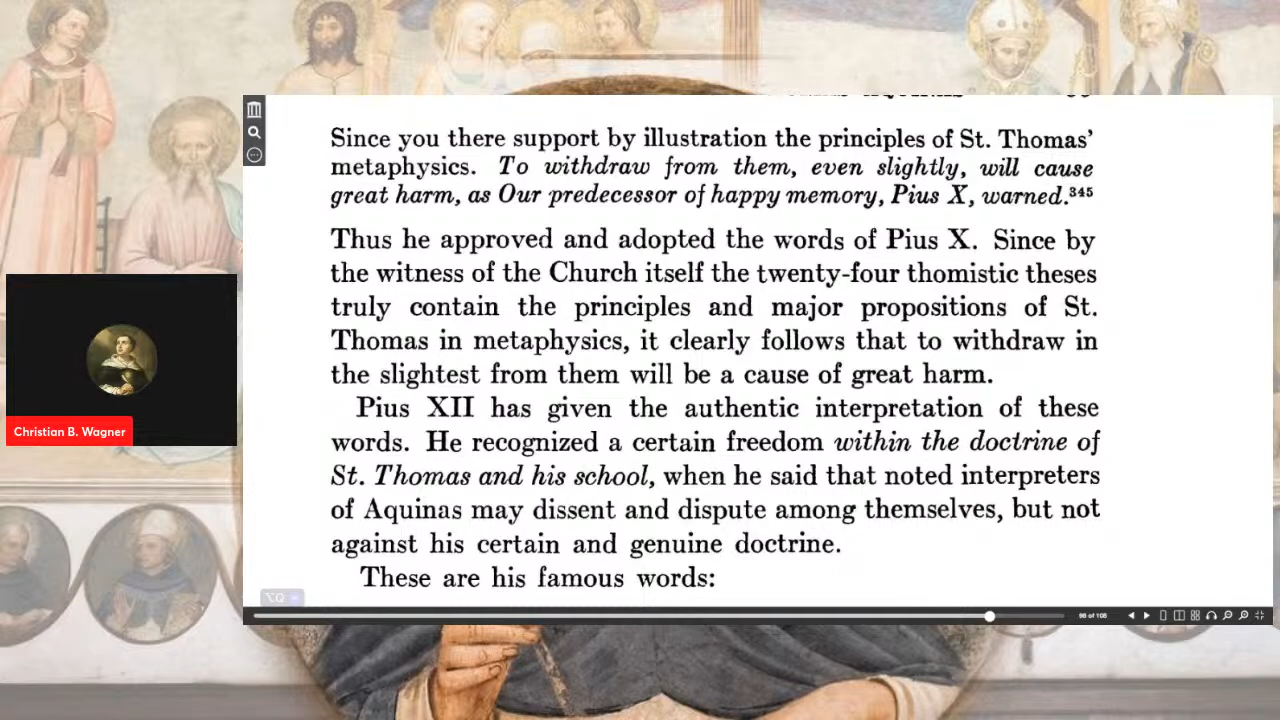 Since you there support by illustration the principles of St. Thomas'
metaphysics. To withdraw from them, even slightly, will cause
great harm, as Our predecessor of happy memory, Pius X, warned.³⁴⁵
Thus he approved and adopted the words of Pius X. Since by
the witness of the Church itself the twenty-four thomistic theses
truly contain the principles and major propositions of St.
Thomas in metaphysics, it clearly follows that to withdraw in
the slightest from them will be a cause of great harm.
Pius XII has given the authentic interpretation of these
words. He recognized a certain freedom within the doctrine of
St. Thomas and his school, when he said that noted interpreters
of Aquinas may dissent and dispute among themselves, but not
against his certain and genuine doctrine.
These are his famous words:
Christian B. Wagner
98 of 108